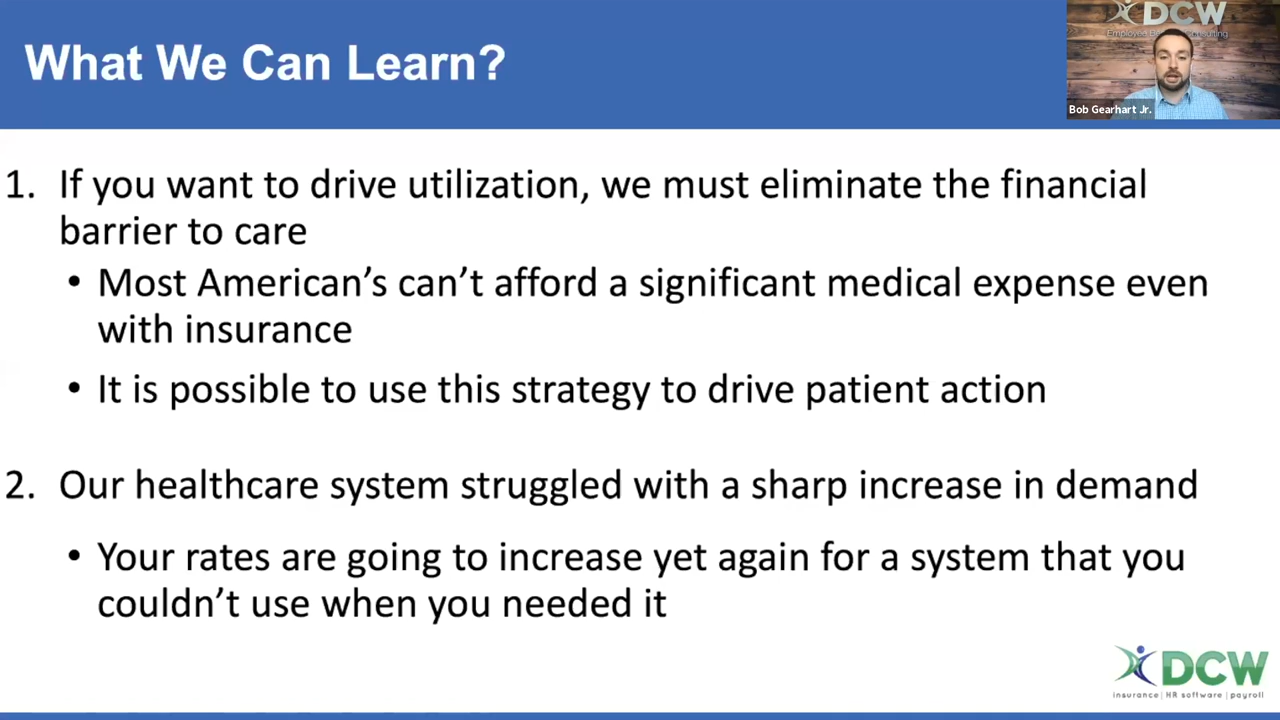 What We Can Learn?
DCW
Bob Gearhart Jr.
1. If you want to drive utilization, we must eliminate the financial
barrier to care
• Most American’s can’t afford a significant medical expense even
with insurance
• It is possible to use this strategy to drive patient action
2. Our healthcare system struggled with a sharp increase in demand
• Your rates are going to increase yet again for a system that you
couldn’t use when you needed it
DCW
insurance | HR software | payroll